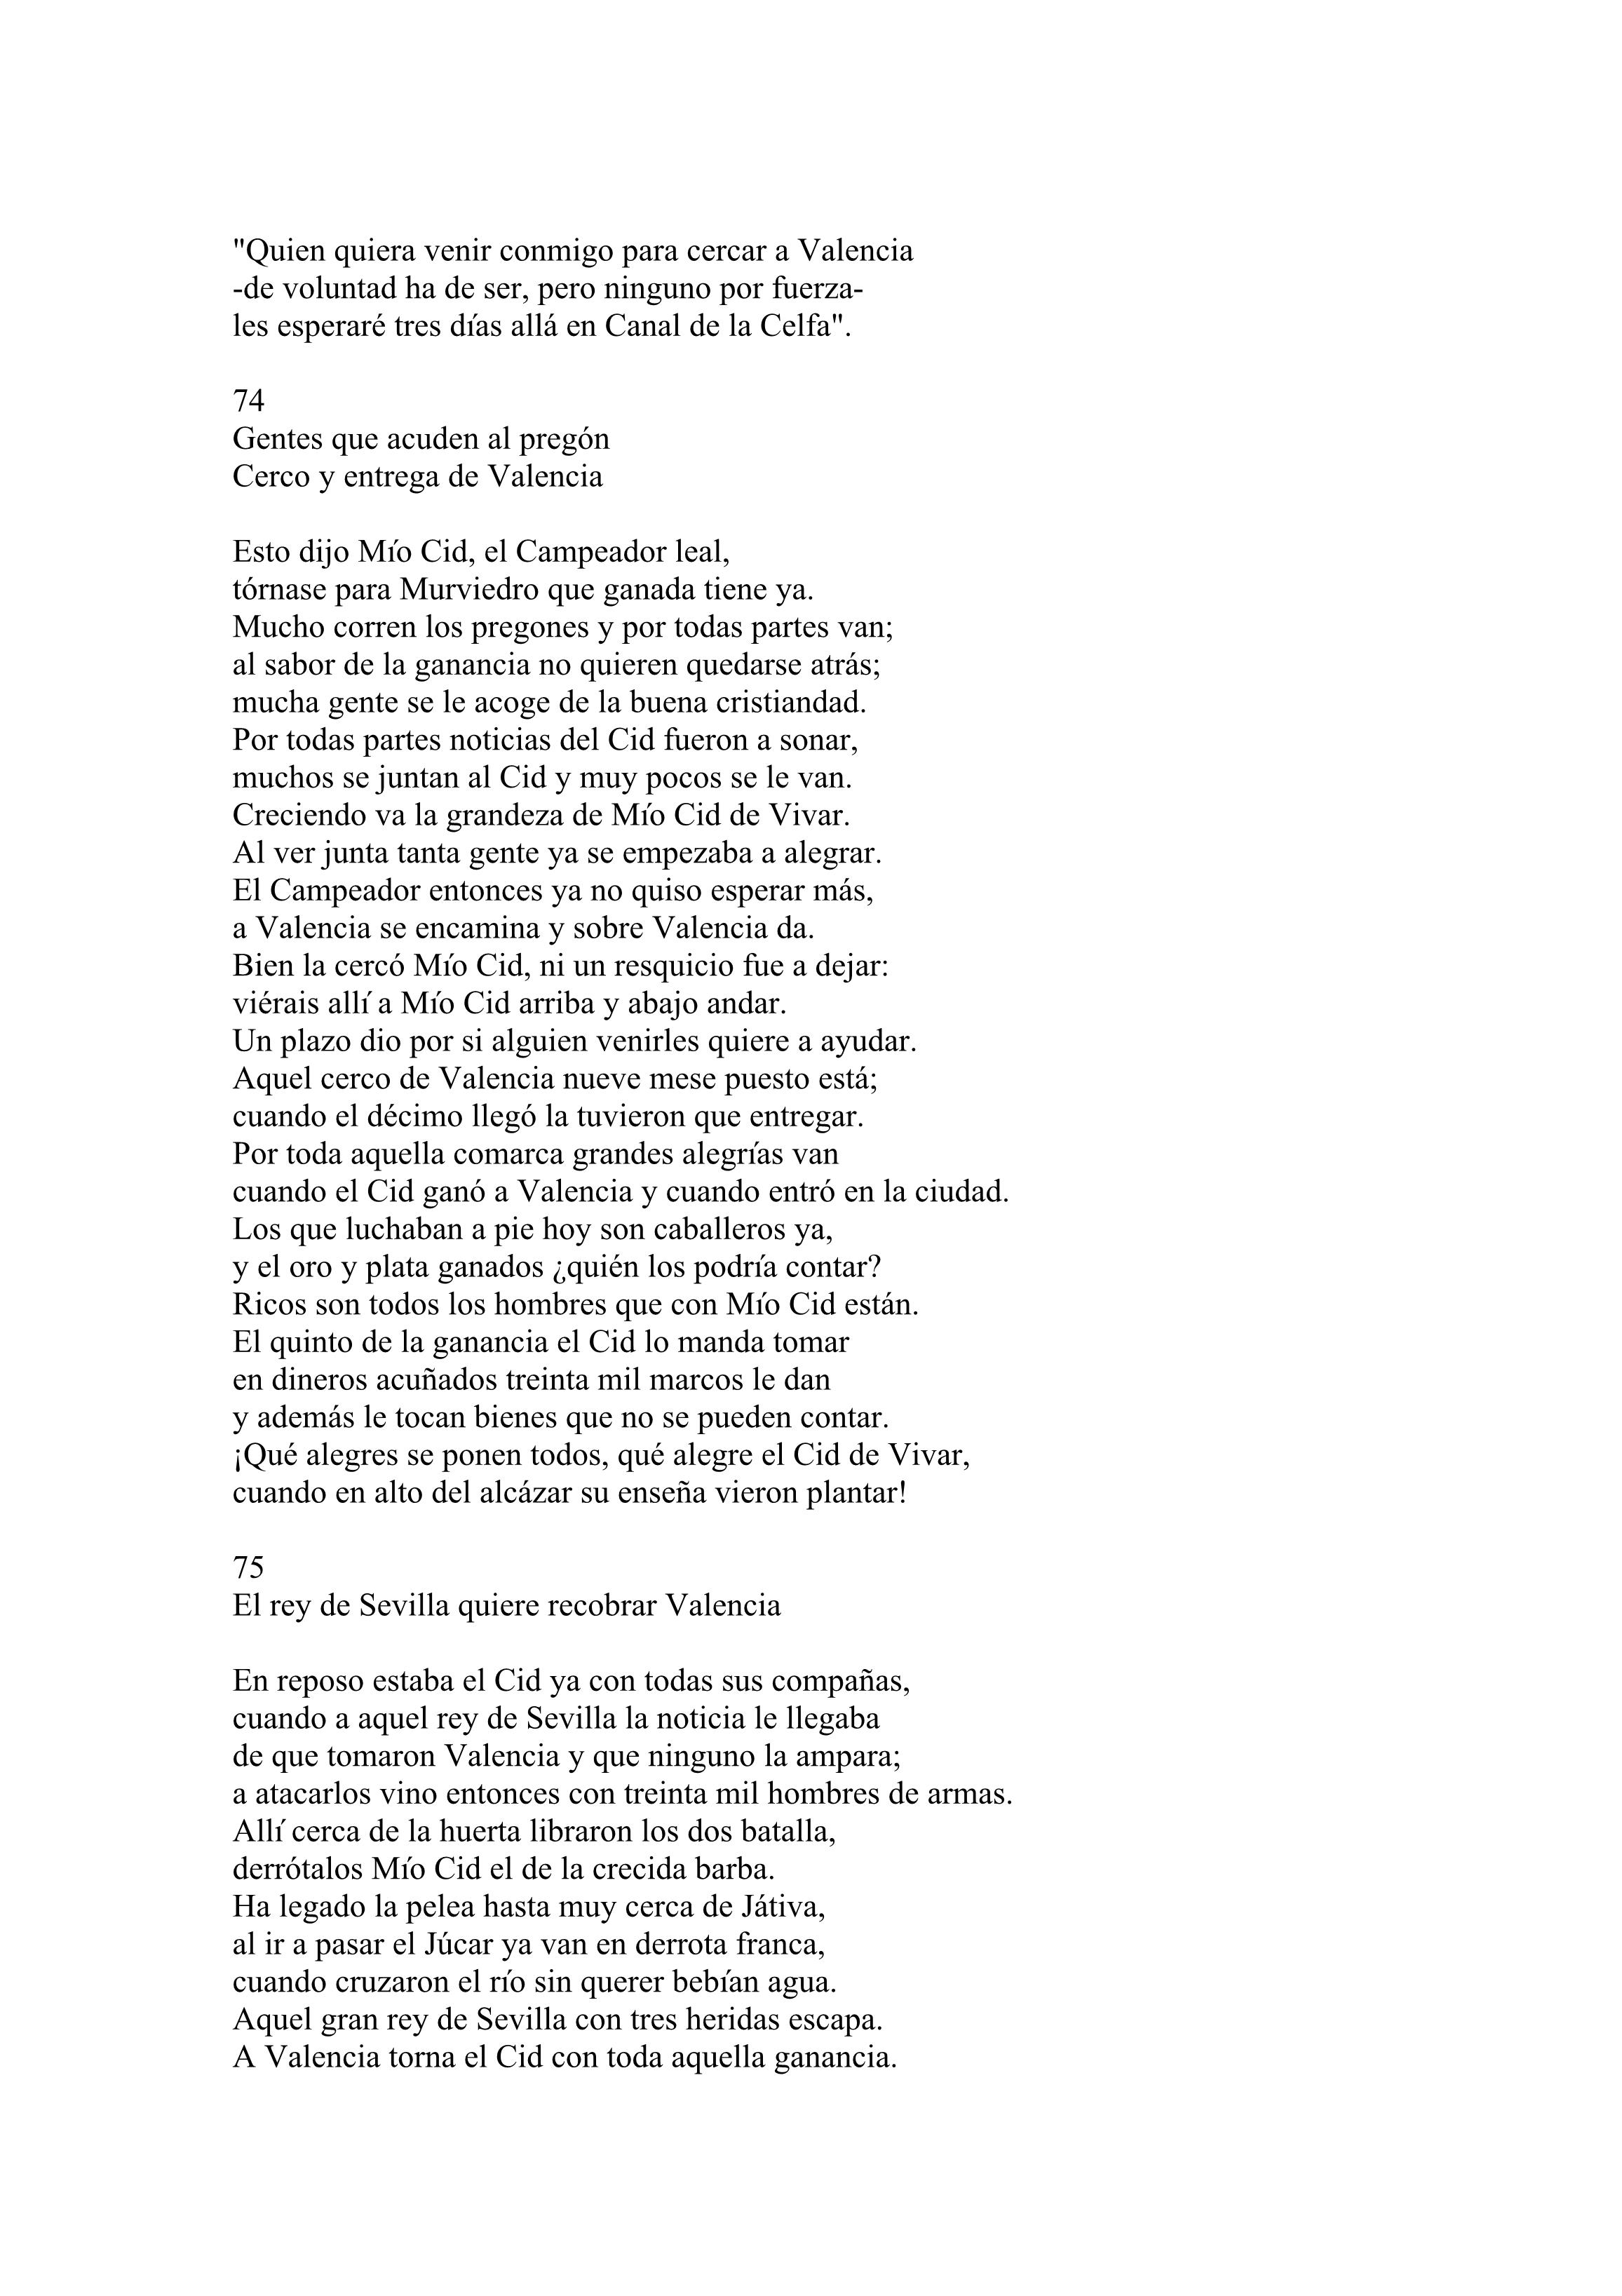 "Quien quiera venir conmigo para cercar a Valencia
-de voluntad ha de ser, pero ninguno por fuerza-
les esperaré tres días allá en Canal de la Celfa".
74
Gentes que acuden al pregón
Cerco y entrega de Valencia
Esto dijo Mío Cid, el Campeador leal,
tórnase para Murviedro que ganada tiene ya.
Mucho corren los pregones y por todas partes van;
al sabor de la ganancia no quieren quedarse atrás;
mucha gente se le acoge de la buena cristiandad.
Por todas partes noticias del Cid fueron a sonar,
muchos se juntan al Cid y muy pocos se le van.
Creciendo va la grandeza de Mío Cid de Vivar.
Al ver junta tanta gente ya se empezaba a alegrar.
El Campeador entonces ya no quiso esperar más,
a Valencia se encamina y sobre Valencia da.
Bien la cercó Mío Cid, ni un resquicio fue a dejar:
viérais allí a Mío Cid arriba y abajo andar.
Un plazo dio por si alguien venirles quiere a ayudar.
Aquel cerco de Valencia nueve mese puesto está;
cuando el décimo llegó la tuvieron que entregar.
Por toda aquella comarca grandes alegrías van
cuando el Cid ganó a Valencia y cuando entró en la ciudad.
Los que luchaban a pie hoy son caballeros ya,
y el oro y plata ganados ¿quién los podría contar?
Ricos son todos los hombres que con Mío Cid están.
El quinto de la ganancia el Cid lo manda tomar
en dineros acuñados treinta mil marcos le dan
y además le tocan bienes que no se pueden contar.
¡Qué alegres se ponen todos, qué alegre el Cid de Vivar,
cuando en alto del alcázar su enseña vieron plantar!
75
El rey de Sevilla quiere recobrar Valencia
En reposo estaba el Cid ya con todas sus compañas,
cuando a aquel rey de Sevilla la noticia le llegaba
de que tomaron Valencia y que ninguno la ampara;
a atacarlos vino entonces con treinta mil hombres de armas.
Allí cerca de la huerta libraron los dos batalla,
derrótalos Mío Cid el de la crecida barba.
Ha legado la pelea hasta muy cerca de Játiva,
al ir a pasar el Júcar ya van en derrota franca,
cuando cruzaron el río sin querer bebían agua.
Aquel gran rey de Sevilla con tres heridas escapa.
A Valencia torna el Cid con toda aquella ganancia.